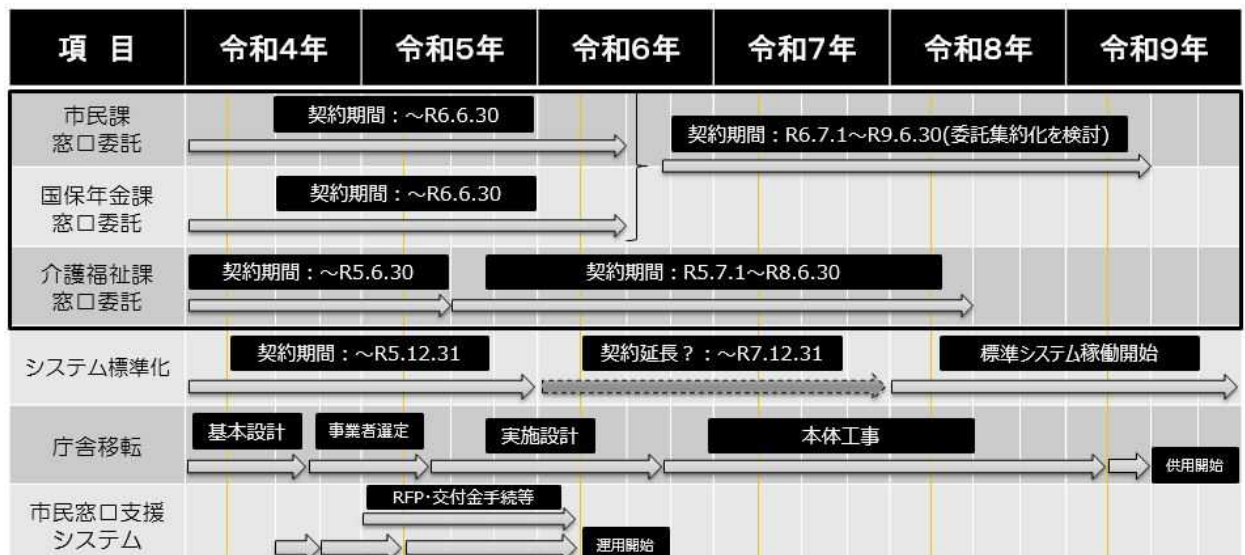 項 目 令和4年 令和5年 令和6年 令和7年 令和8年 令和9年
市民課
窓口委託
契約期間：～R6.6.30
契約期間：R6.7.1～R9.6.30(委託集約化を検討)
国保年金課
窓口委託
契約期間：～R6.6.30
介護福祉課
窓口委託
契約期間：～R5.6.30
契約期間：R5.7.1～R8.6.30
システム標準化
契約期間：～R5.12.31
契約延長？：～R7.12.31
標準システム稼働開始
庁舎移転
基本設計
事業者選定
実施設計
本体工事
供用開始
市民窓口支援
システム
RFP・交付金手続等
運用開始